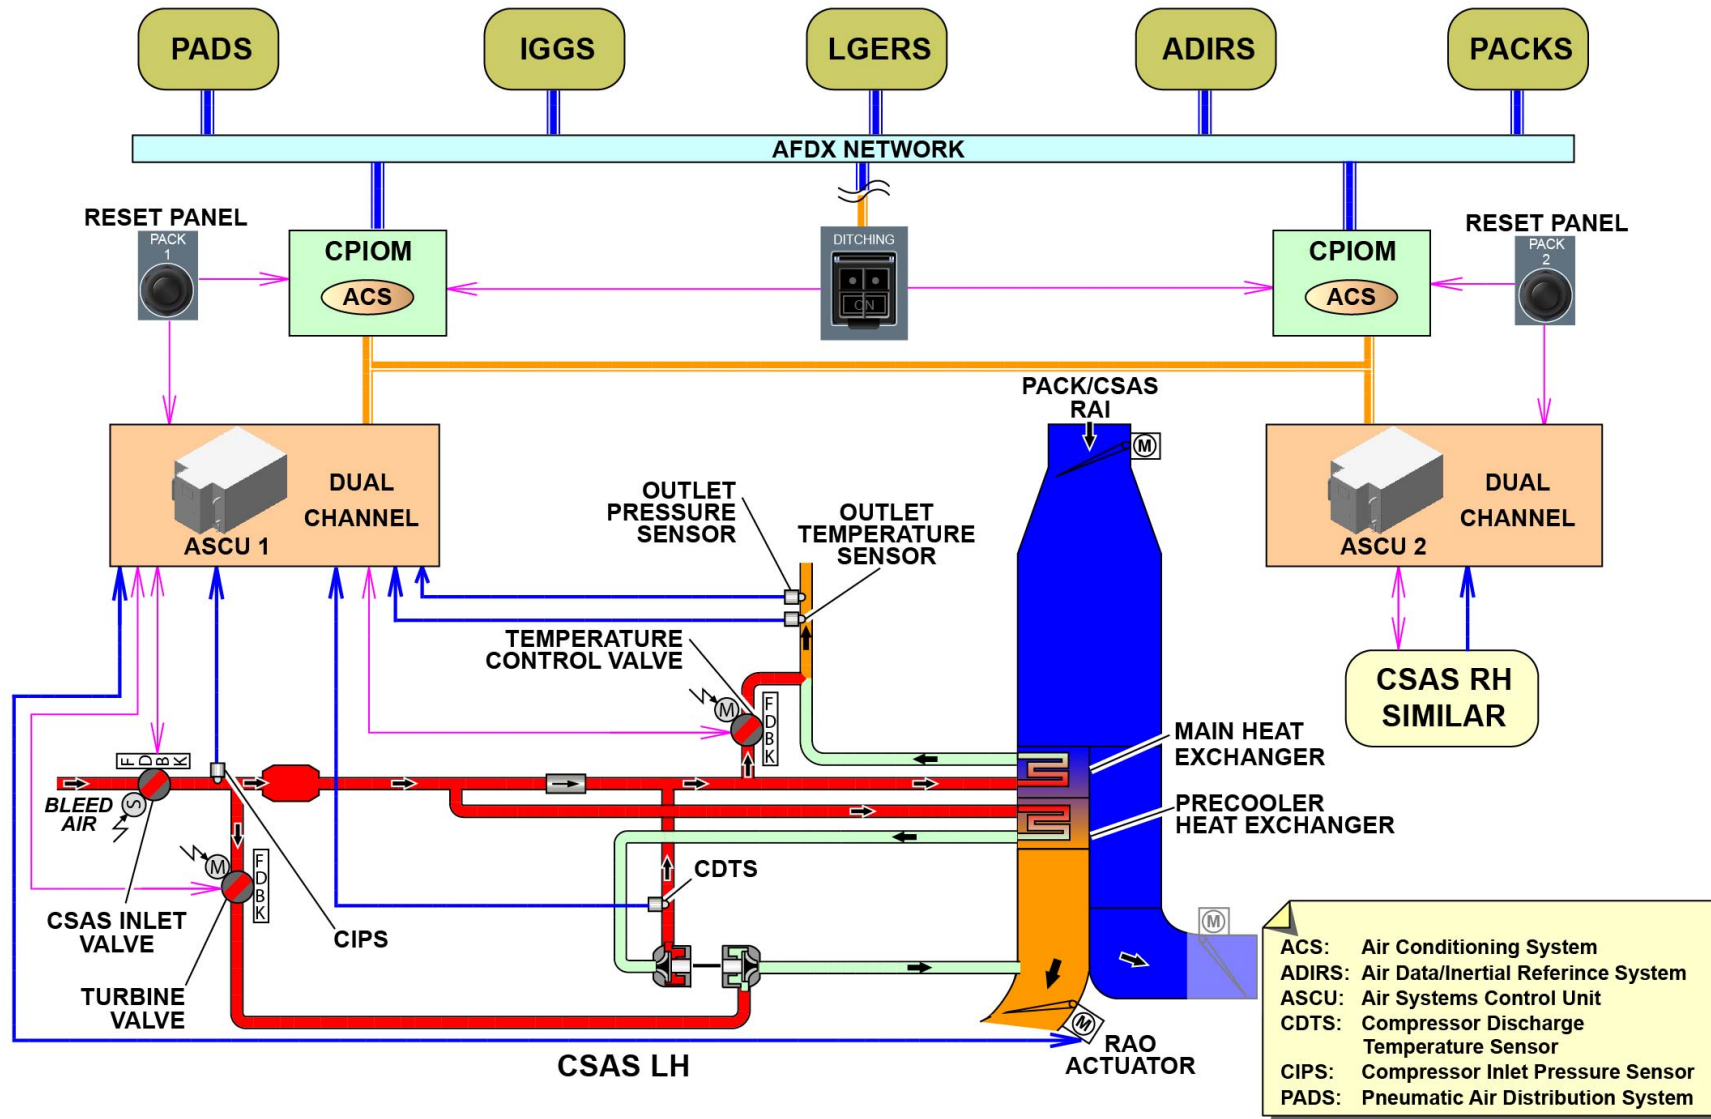 PADS
IGGS
LGERS
ADIRS
PACKS
AFDX NETWORK
RESET PANEL
PACK
1
CPIOM
ACS
DITCHING
ON
CPIOM
ACS
RESET PANEL
PACK
2
DUAL
CHANNEL
ASCU 1
PACK/CSAS
RAI
M
DUAL
CHANNEL
ASCU 2
OUTLET
PRESSURE
SENSOR
OUTLET
TEMPERATURE
SENSOR
TEMPERATURE
CONTROL VALVE
M
FDBK
CSAS RH
SIMILAR
MAIN HEAT
EXCHANGER
PRECOOLER
HEAT EXCHANGER
FDBK
BLEED
AIR
S
M
FDBK
CDTS
CSAS INLET
VALVE
CIPS
TURBINE
VALVE
M
M
RAO
ACTUATOR
CSAS LH
ACS: Air Conditioning System
ADIRS: Air Data/Inertial Referince System
ASCU: Air Systems Control Unit
CDTS: Compressor Discharge
Temperature Sensor
CIPS: Compressor Inlet Pressure Sensor
PADS: Pneumatic Air Distribution System